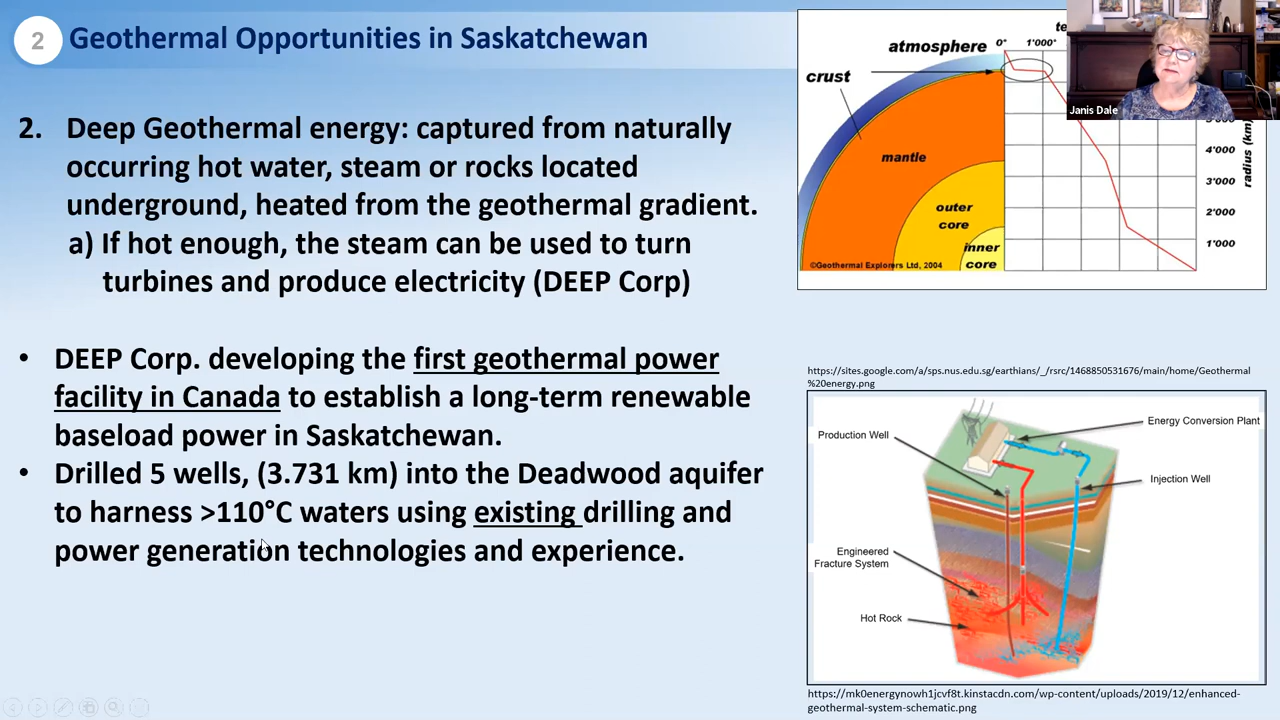 2
Geothermal Opportunities in Saskatchewan
2. Deep Geothermal energy: captured from naturally
occurring hot water, steam or rocks located
underground, heated from the geothermal gradient.
a) If hot enough, the steam can be used to turn
turbines and produce electricity (DEEP Corp)
• DEEP Corp. developing the first geothermal power
facility in Canada to establish a long-term renewable
baseload power in Saskatchewan.
• Drilled 5 wells, (3.731 km) into the Deadwood aquifer
to harness >110°C waters using existing drilling and
power generation technologies and experience.
atmosphere
crust
mantle
outer
core
inner
core
©Geothermal Explorers Ltd, 2004
0° 1'000°
4'000
3'000
2'000
1'000
radius (km)
Janis Dale
https://sites.google.com/a/sps.nus.edu.sg/earthians/_/rsrc/1468850531676/main/home/Geothermal
%20energy.png
Production Well
Energy Conversion Plant
Injection Well
Engineered
Fracture System
Hot Rock
https://mk0energynowh1jcvf8t.kinstacdn.com/wp-content/uploads/2019/12/enhanced-
geothermal-system-schematic.png